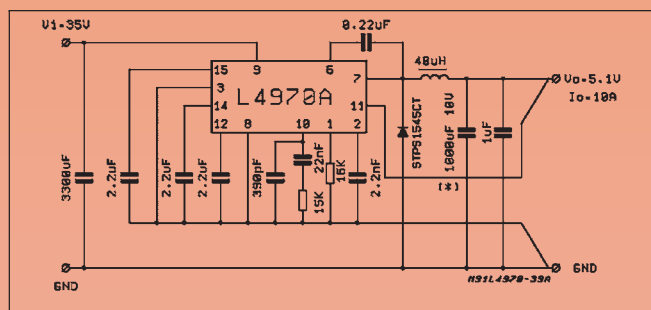 Vi=35V
0.22uF
15
9
6
7
40uH
Vo=5.1V
3
L4970A
Io=10A
14
11
12
8
10
1
2
3300uF
2.2uF
2.2uF
2.2uF
390pF
22nF
15K
15K
2.2nF
STPS1545CT
1000uF 10V
(*)
1uF
M91L4970-39A
GND
GND